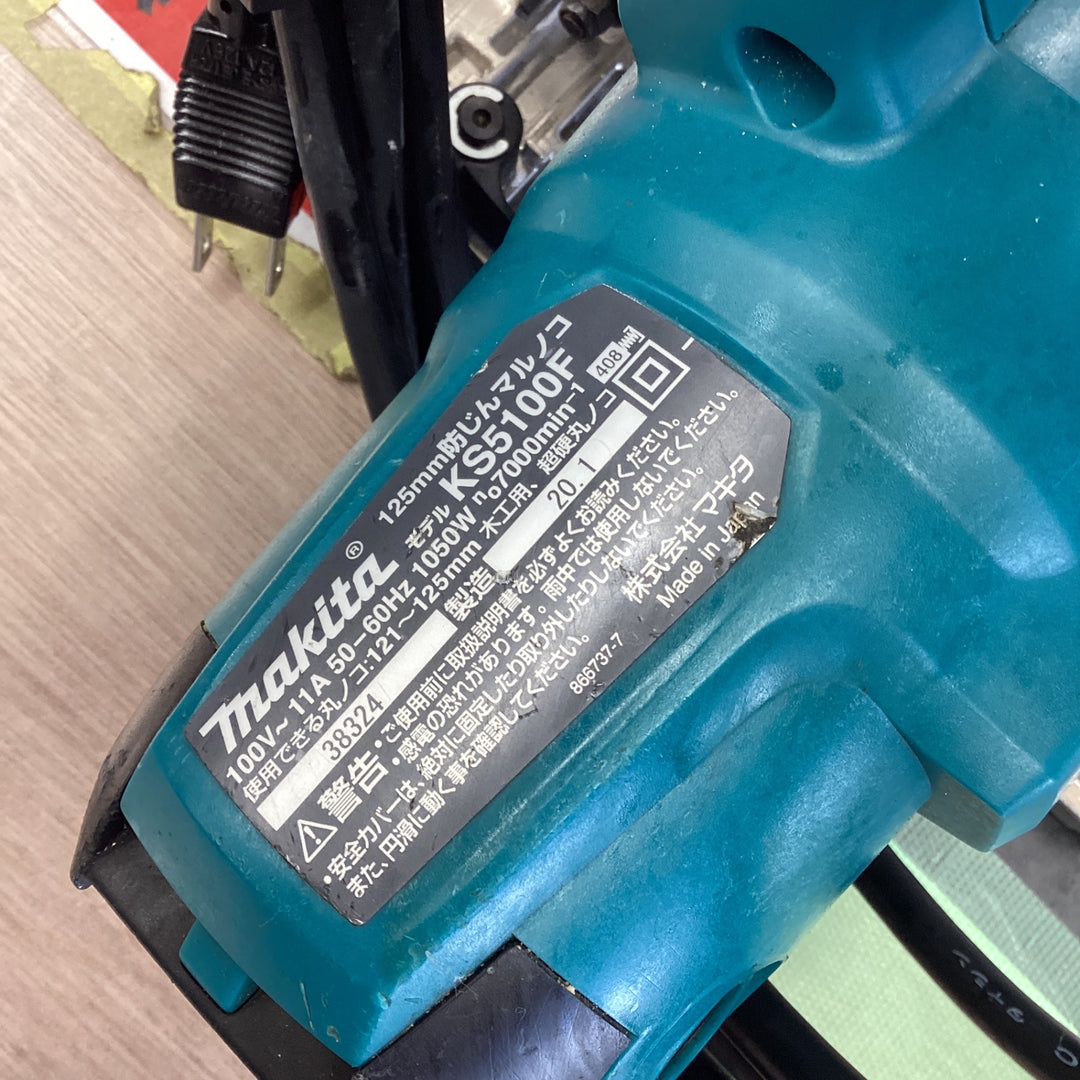 makita®
125mm防じんマルノコ
モデル KS5100F
100V～11A 50-60Hz 1050W n₀7000min⁻¹
408
使用できる丸ノコ:121～125mm 木工用、超硬丸ノコ
38324 製造 20.1
警告・ご使用前に取扱説明書を必ずよくお読みください。
・感電の恐れがあります。雨中では使用しないでください。
・安全カバーは、絶対に固定したり取り外したりしないでください。
また、円滑に動く事を確認してください。
株式会社 マキタ
866737-7
Made in Japan